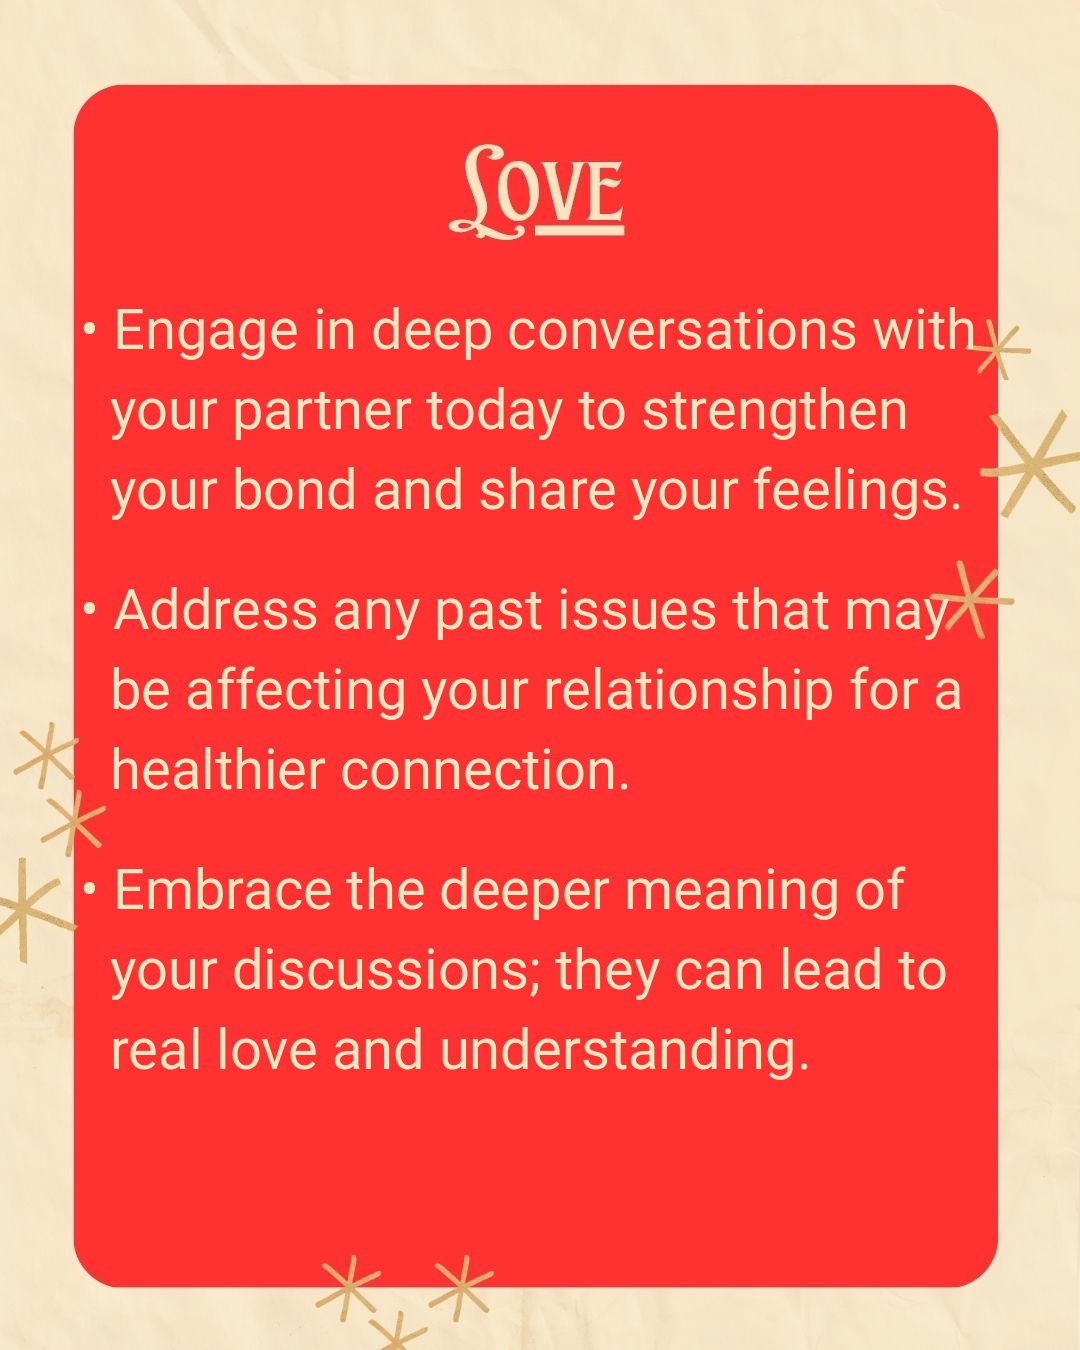 Love
• Engage in deep conversations with
your partner today to strengthen
your bond and share your feelings.
• Address any past issues that may
be affecting your relationship for a
healthier connection.
• Embrace the deeper meaning of
your discussions; they can lead to
real love and understanding.